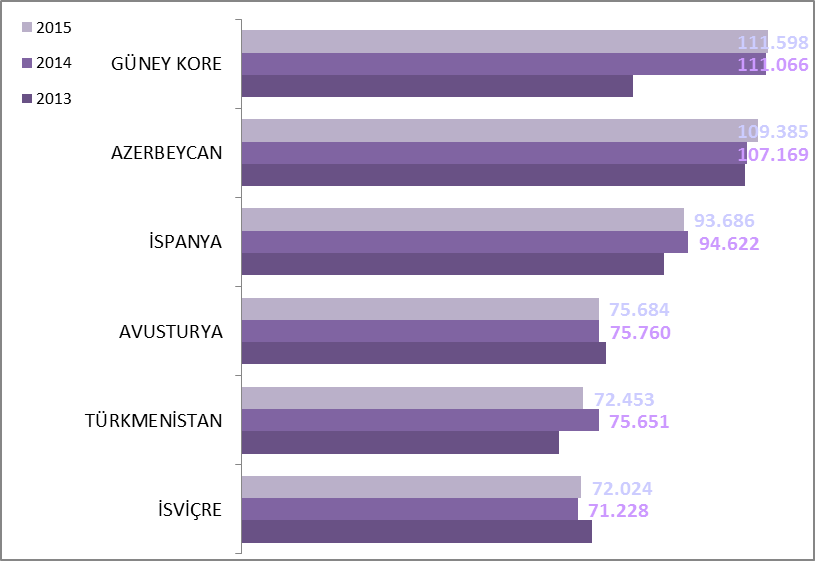 2015
2014
2013
GÜNEY KORE
111.598
111.066
AZERBEYCAN
109.385
107.169
İSPANYA
93.686
94.622
AVUSTURYA
75.684
75.760
TÜRKMENİSTAN
72.453
75.651
İSVİÇRE
72.024
71.228